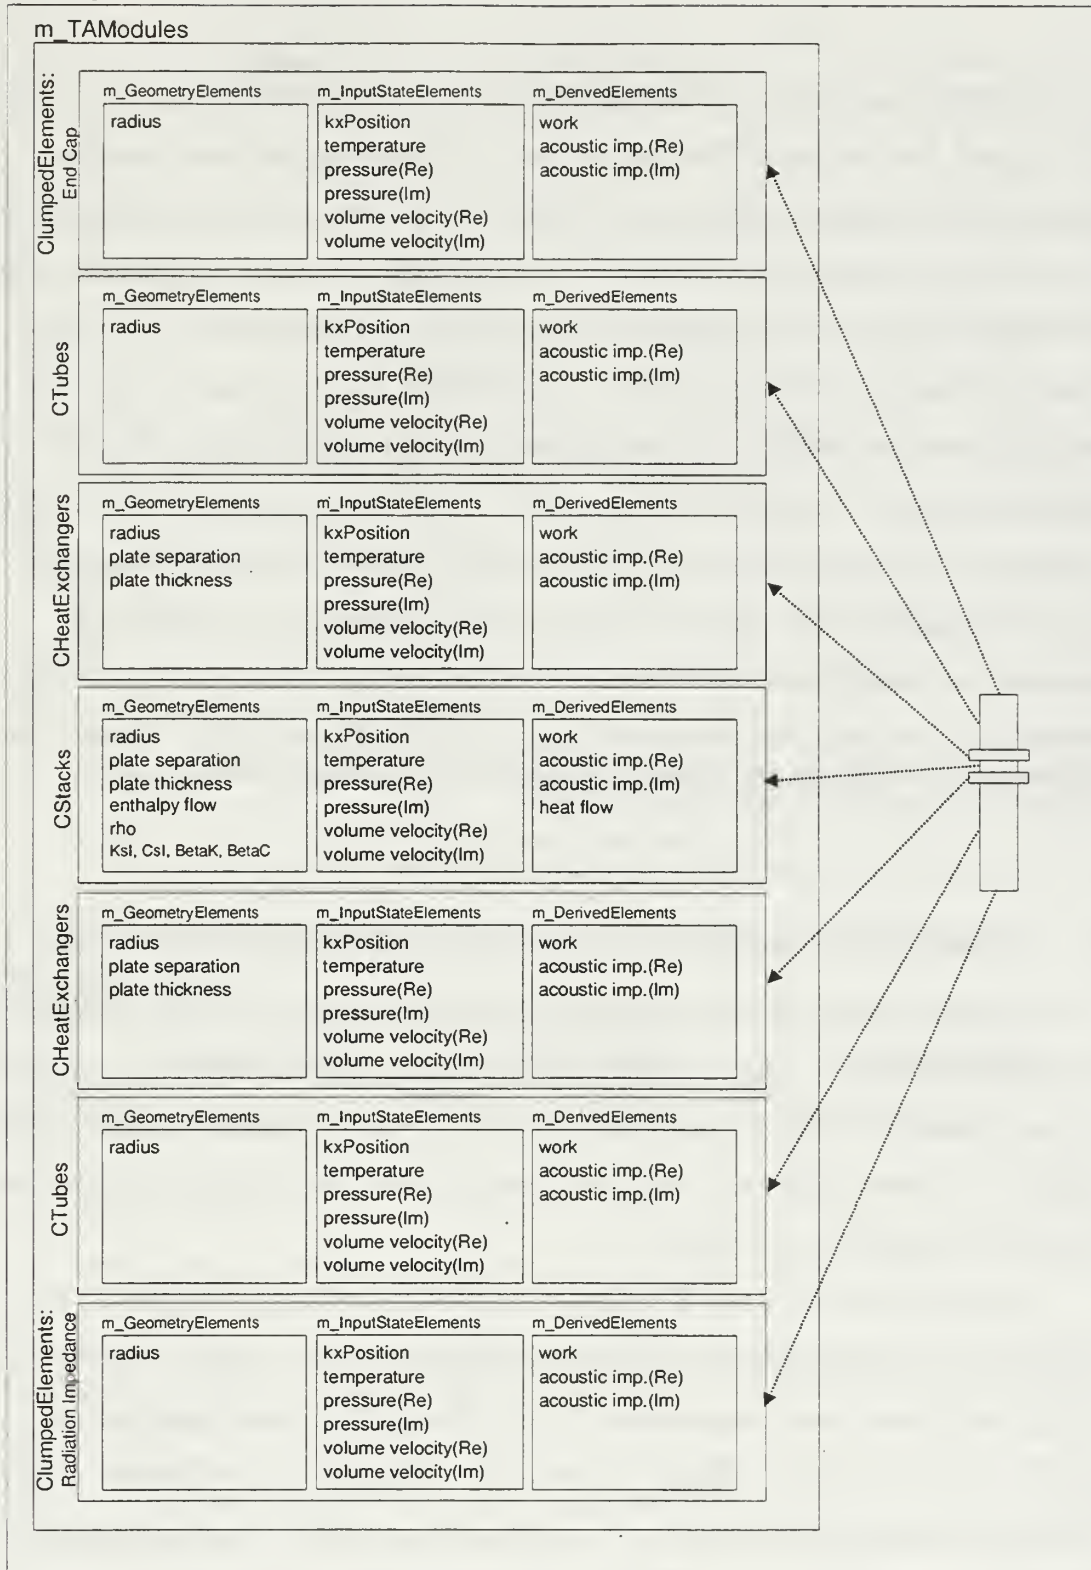 m_TAModules
ClumpedElements:
End Cap
m_GeometryElements
radius
m_InputStateElements
kxPosition
temperature
pressure(Re)
pressure(Im)
volume velocity(Re)
volume velocity(Im)
m_DerivedElements
work
acoustic imp.(Re)
acoustic imp.(Im)
CTubes
m_GeometryElements
radius
m_InputStateElements
kxPosition
temperature
pressure(Re)
pressure(Im)
volume velocity(Re)
volume velocity(Im)
m_DerivedElements
work
acoustic imp.(Re)
acoustic imp.(Im)
CHeatExchangers
m_GeometryElements
radius
plate separation
plate thickness
m_InputStateElements
kxPosition
temperature
pressure(Re)
pressure(Im)
volume velocity(Re)
volume velocity(Im)
m_DerivedElements
work
acoustic imp.(Re)
acoustic imp.(Im)
CStacks
m_GeometryElements
radius
plate separation
plate thickness
enthalpy flow
rho
Ksl, Csl, BetaK, BetaC
m_InputStateElements
kxPosition
temperature
pressure(Re)
pressure(Im)
volume velocity(Re)
volume velocity(Im)
m_DerivedElements
work
acoustic imp.(Re)
acoustic imp.(Im)
heat flow
CHeatExchangers
m_GeometryElements
radius
plate separation
plate thickness
m_InputStateElements
kxPosition
temperature
pressure(Re)
pressure(Im)
volume velocity(Re)
volume velocity(Im)
m_DerivedElements
work
acoustic imp.(Re)
acoustic imp.(Im)
CTubes
m_GeometryElements
radius
m_InputStateElements
kxPosition
temperature
pressure(Re)
pressure(Im)
volume velocity(Re)
volume velocity(Im)
m_DerivedElements
work
acoustic imp.(Re)
acoustic imp.(Im)
ClumpedElements:
Radiation Impedance
m_GeometryElements
radius
m_InputStateElements
kxPosition
temperature
pressure(Re)
pressure(Im)
volume velocity(Re)
volume velocity(Im)
m_DerivedElements
work
acoustic imp.(Re)
acoustic imp.(Im)